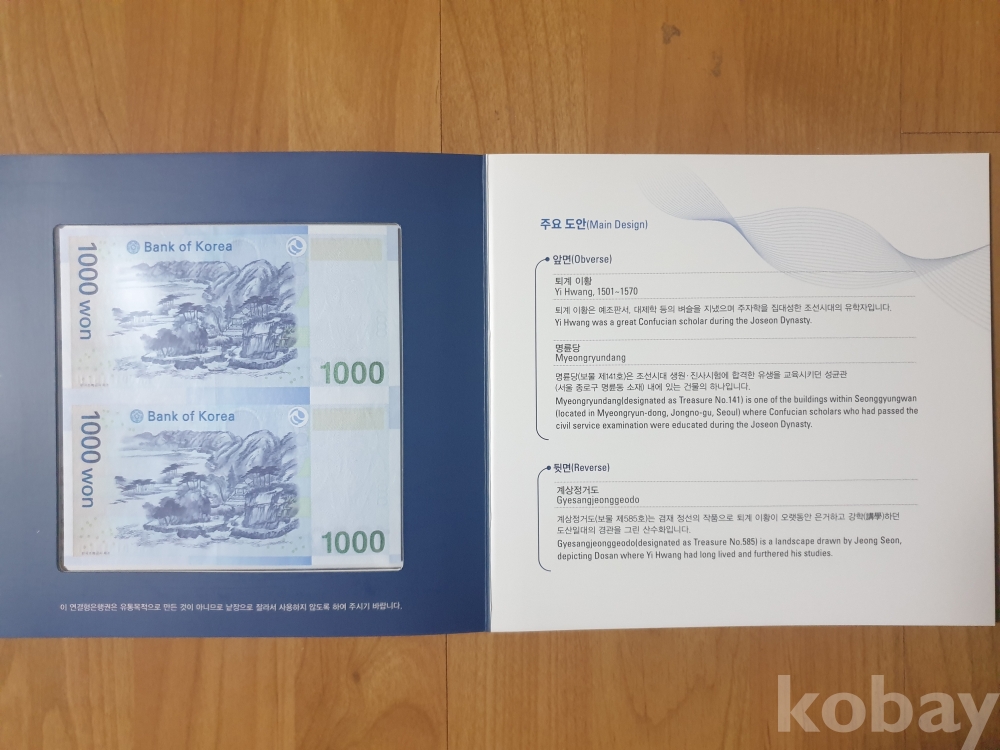 Bank of Korea
1000 won
1000
Bank of Korea
1000 won
1000
이 연결형은행권은 유통목적으로 만든 것이 아니므로 낱장으로 잘라서 사용하지 않도록 하여 주시기 바랍니다.
주요 도안(Main Design)
앞면(Obverse)
퇴계 이황
Yi Hwang, 1501~1570
퇴계 이황은 예조판서, 대제학 등의 벼슬을 지냈으며 주자학을 집대성한 조선시대의 유학자입니다.
Yi Hwang was a great Confucian scholar during the Joseon Dynasty.
명륜당
Myeongryundang
명륜당(보물 제141호)은 조선시대 생원·진사시험에 합격한 유생을 교육시키던 성균관
(서울 종로구 명륜동 소재) 내에 있는 건물의 하나입니다.
Myeongryundang(designated as Treasure No.141) is one of the buildings within Seonggyungwan
(located in Myeongryun-dong, Jongno-gu, Seoul) where Confucian scholars who had passed the
civil service examination were educated during the Joseon Dynasty.
뒷면(Reverse)
계상정거도
Gyesangjeonggeodo
계상정거도(보물 제585호)는 겸재 정선의 작품으로 퇴계 이황이 오랫동안 은거하고 강학(講學)하던
도산일대의 경관을 그린 산수화입니다.
Gyesangjeonggeodo(designated as Treasure No.585) is a landscape drawn by Jeong Seon,
depicting Dosan where Yi Hwang had long lived and furthered his studies.
kobay